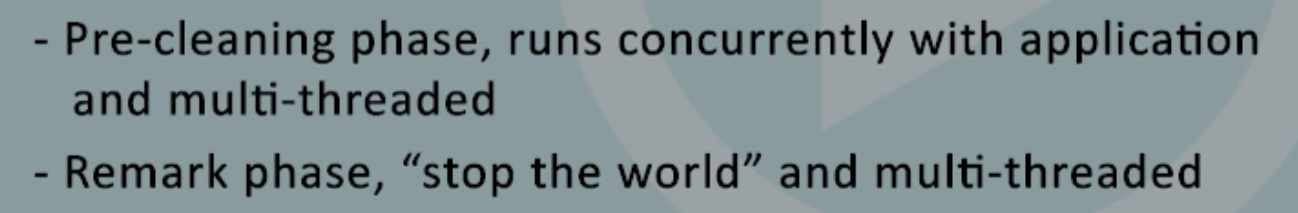 - Pre-cleaning phase, runs concurrently with application
and multi-threaded
- Remark phase, “stop the world” and multi-threaded